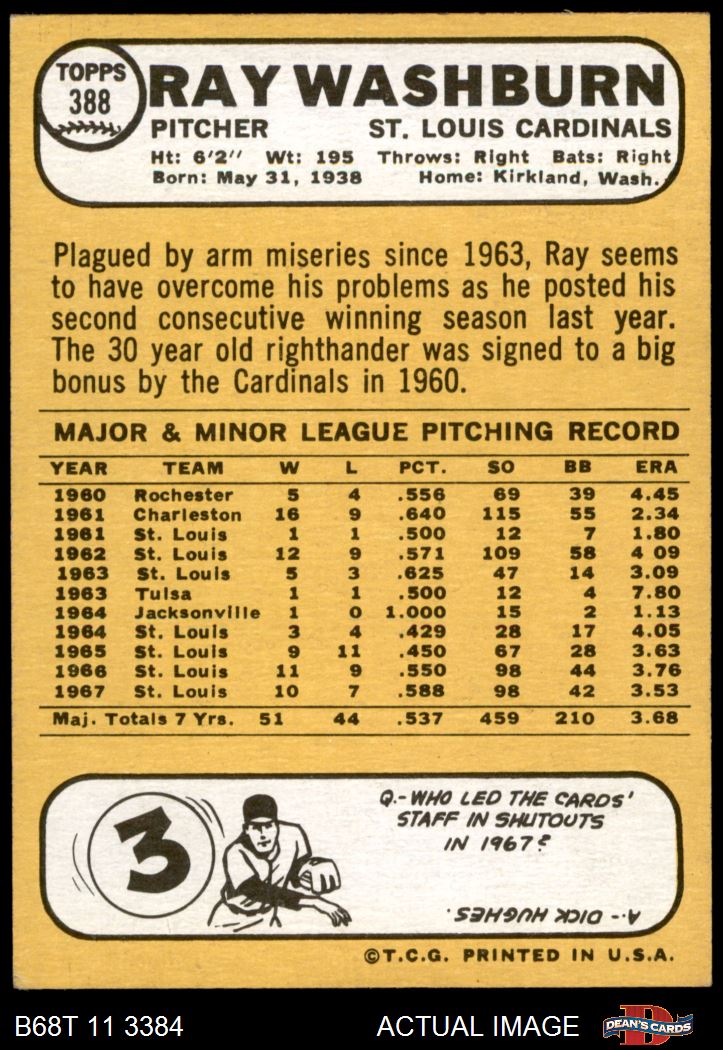 TOPPS
388
RAY WASHBURN
PITCHER ST. LOUIS CARDINALS
Ht: 6'2" Wt: 195 Throws: Right Bats: Right
Born: May 31, 1938 Home: Kirkland, Wash.
Plagued by arm miseries since 1963, Ray seems
to have overcome his problems as he posted his
second consecutive winning season last year.
The 30 year old righthander was signed to a big
bonus by the Cardinals in 1960.
MAJOR & MINOR LEAGUE PITCHING RECORD
YEAR TEAM W L PCT. SO BB ERA
1960 Rochester 5 4 .556 69 39 4.45
1961 Charleston 16 9 .640 115 55 2.34
1961 St. Louis 1 1 .500 12 7 1.80
1962 St. Louis 12 9 .571 109 58 4 09
1963 St. Louis 5 3 .625 47 14 3.09
1963 Tulsa 1 1 .500 12 4 7.80
1964 Jacksonville 1 0 1.000 15 2 1.13
1964 St. Louis 3 4 .429 28 17 4.05
1965 St. Louis 9 11 .450 67 28 3.63
1966 St. Louis 11 9 .550 98 44 3.76
1967 St. Louis 10 7 .588 98 42 3.53
Maj. Totals 7 Yrs. 51 44 .537 459 210 3.68
3
Q.-WHO LED THE CARDS'
STAFF IN SHUTOUTS
IN 1967?
A.- DICK HUGHES.
©T.C.G. PRINTED IN U.S.A.
B68T 11 3384 ACTUAL IMAGE D DEAN'S CARDS